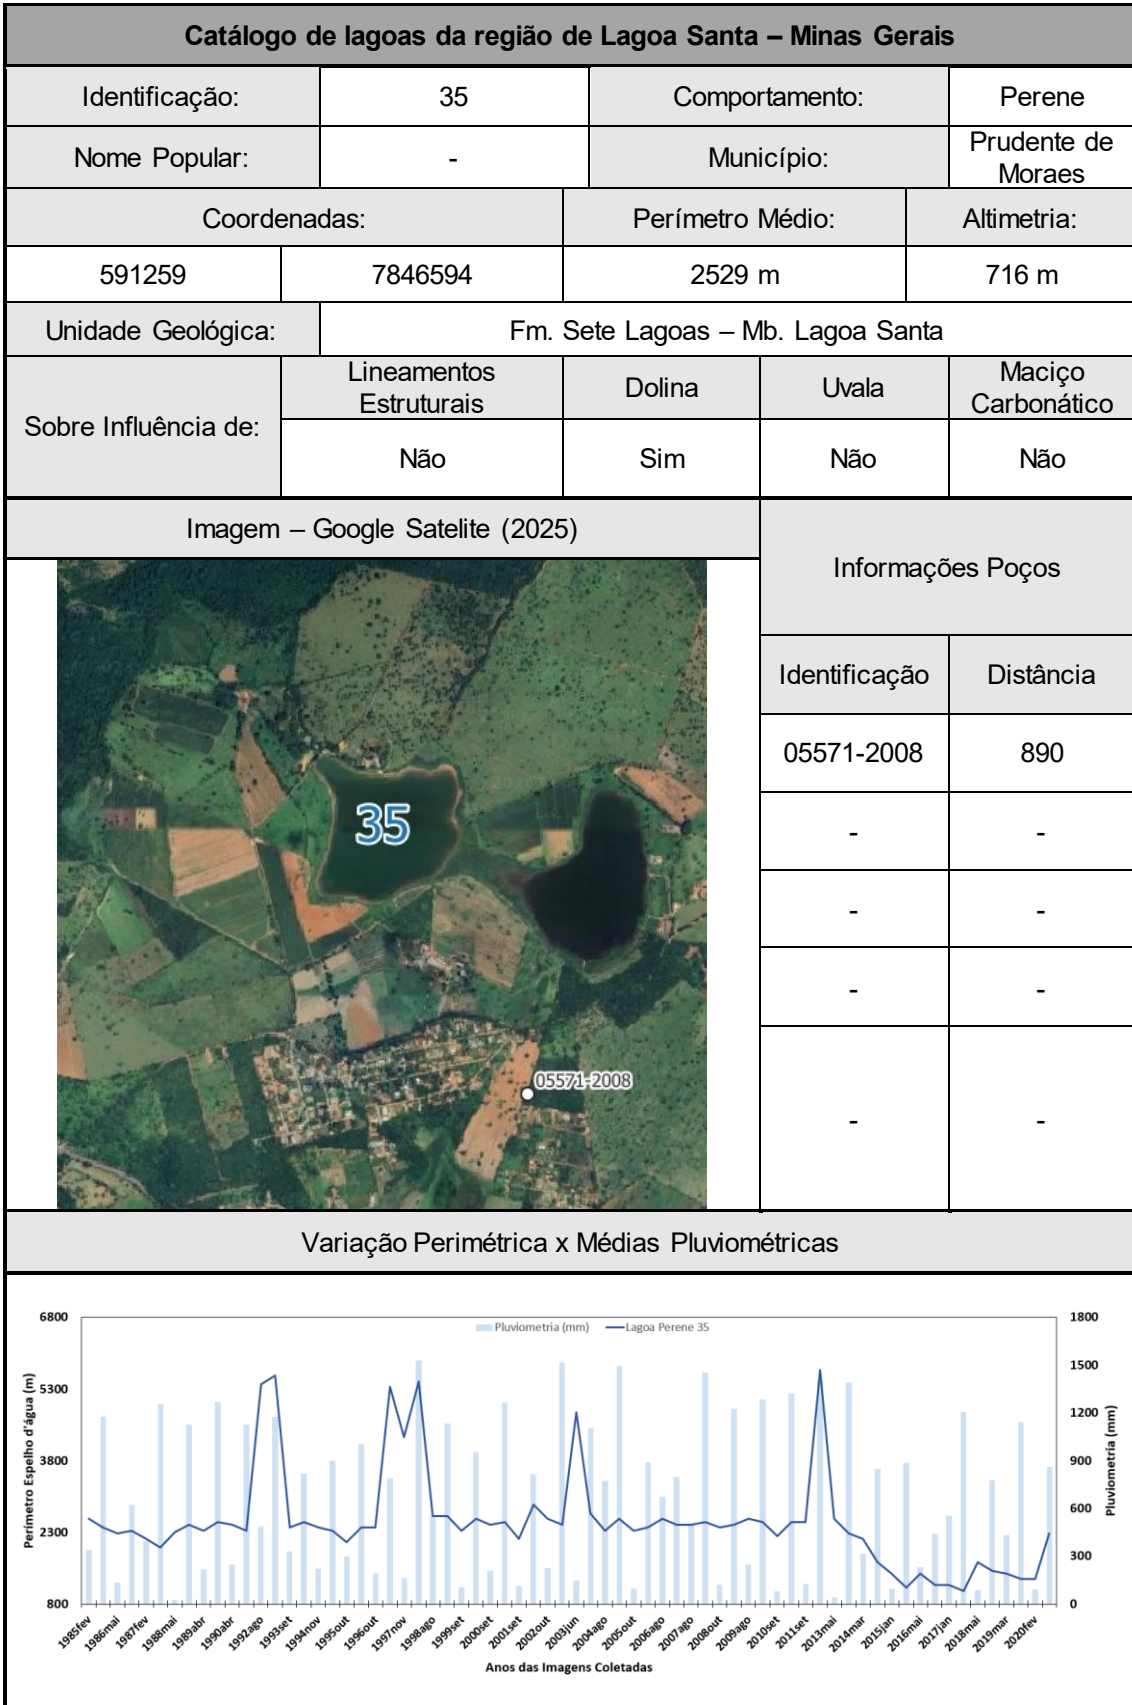 Catálogo de lagoas da região de Lagoa Santa – Minas Gerais
Identificação: 35 Comportamento: Perene
Nome Popular: - Município: Prudente de Moraes
Coordenadas: Perímetro Médio: Altimetria:
591259 7846594 2529 m 716 m
Unidade Geológica: Fm. Sete Lagoas – Mb. Lagoa Santa
Sobre Influência de: Lineamentos Estruturais Dolina Uvala Maciço Carbonático
Não Sim Não Não
Imagem – Google Satelite (2025)
Informações Poços
Identificação Distância
05571-2008 890
- -
- -
- -
- -
35
05571-2008
Variação Perimétrica x Médias Pluviométricas
Pluviometria (mm) Lagoa Perene 35
Perímetro Espelho d'água (m)
6800
5300
3800
2300
800
1800
1500
1200
900
600
300
0
Pluviometria (mm)
1985fev 1986mai 1987fev 1988mai 1989abr 1990abr 1992ago 1993set 1994nov 1995out 1996out 1997nov 1998ago 1999set 2000set 2001set 2002out 2003jun 2004ago 2005out 2006ago 2007ago 2008out 2009ago 2010set 2011set 2013mai 2014mar 2015jan 2016mai 2017jan 2018mai 2019mar 2020fev
Anos das Imagens Coletadas